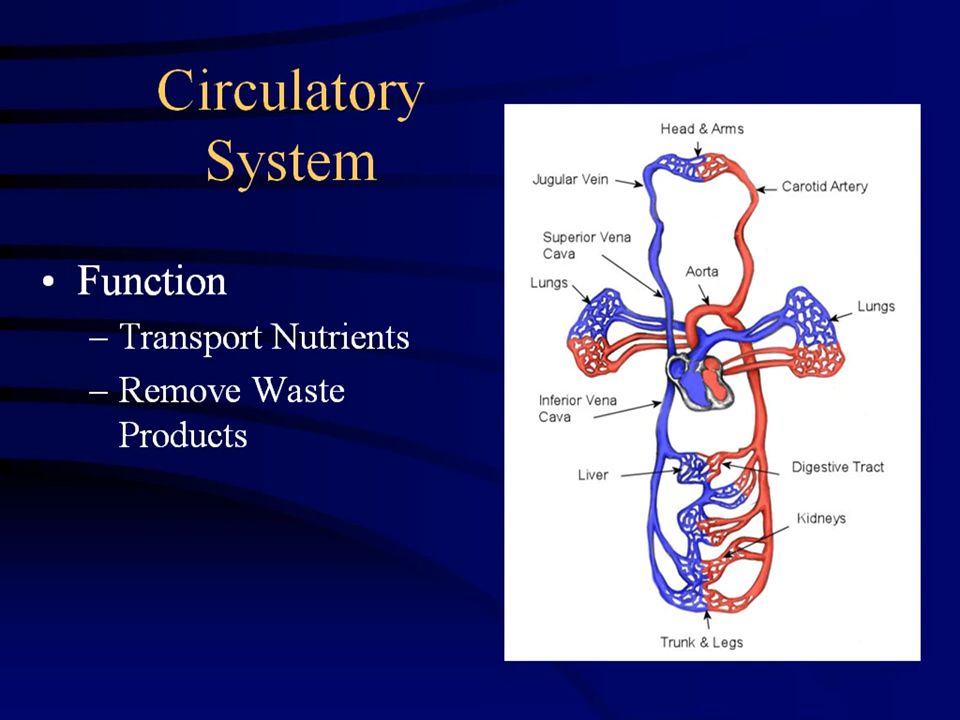 Circulatory
System
• Function
– Transport Nutrients
– Remove Waste
Products
Head & Arms
Jugular Vein
Carotid Artery
Superior Vena
Cava
Aorta
Lungs
Lungs
Inferior Vena
Cava
Liver
Digestive Tract
Kidneys
Trunk & Legs